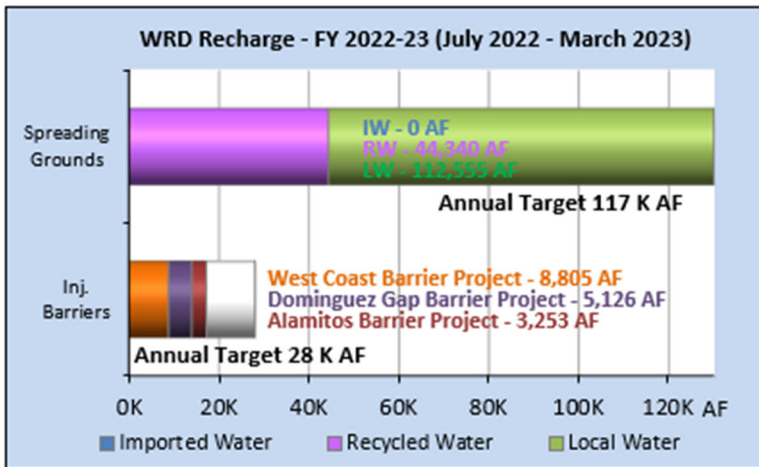 WRD Recharge - FY 2022-23 (July 2022 - March 2023)
Spreading
Grounds
IW - 0 AF
RW - 44,340 AF
LW - 112,555 AF
Annual Target 117 K AF
Inj.
Barriers
West Coast Barrier Project - 8,805 AF
Dominguez Gap Barrier Project - 5,126 AF
Alamitos Barrier Project - 3,253 AF
Annual Target 28 K AF
0K 20K 40K 60K 80K 100K 120K AF
Imported Water Recycled Water Local Water